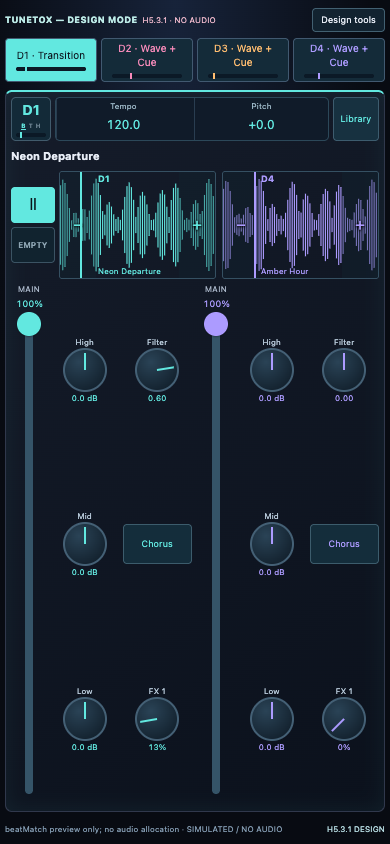 TUNETOX — DESIGN MODE H5.3.1 · NO AUDIO
Design tools
D1 · Transition
D2 · Wave +
Cue
D3 · Wave +
Cue
D4 · Wave +
Cue
D1
B T H
Tempo
120.0
Pitch
+0.0
Library
Neon Departure
EMPTY
D1
Neon Departure
D4
Amber Hour
MAIN
100%
High
0.0 dB
Filter
0.60
Mid
0.0 dB
Chorus
Low
0.0 dB
FX 1
13%
MAIN
100%
High
0.0 dB
Filter
0.00
Mid
0.0 dB
Chorus
Low
0.0 dB
FX 1
0%
beatMatch preview only; no audio allocation · SIMULATED / NO AUDIO
H5.3.1 DESIGN